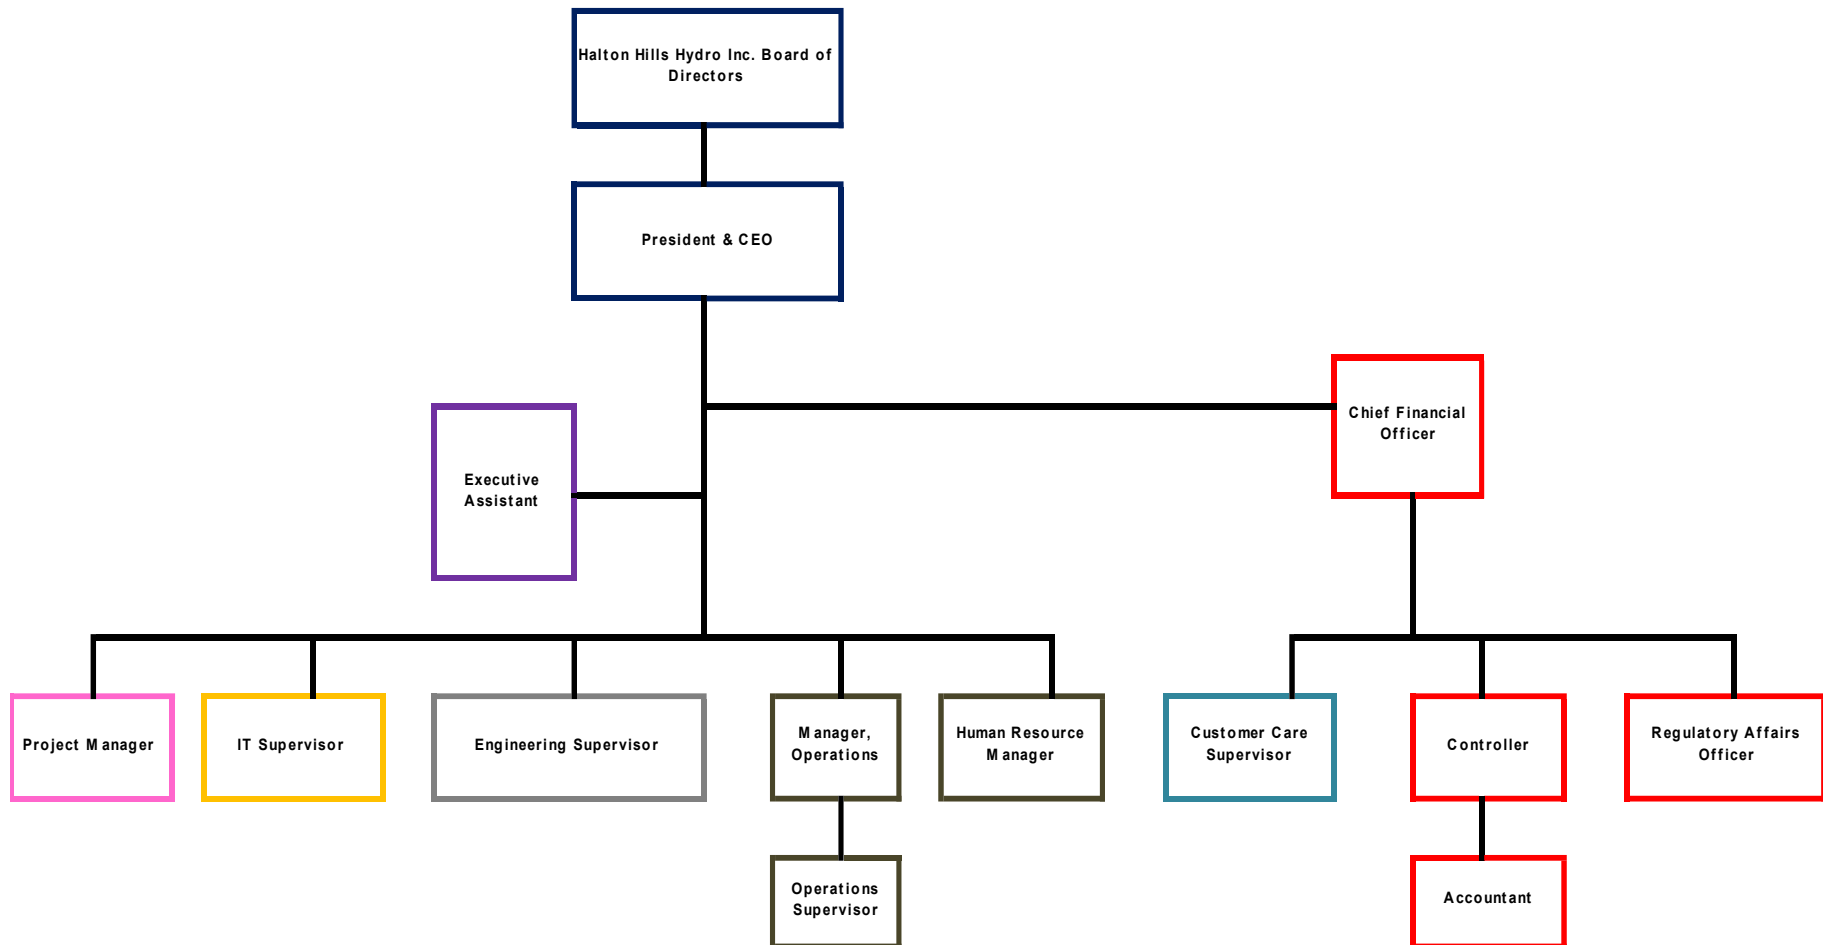 Halton Hills Hydro Inc. Board of
Directors
President & CEO
Chief Financial
Officer
Executive
Assistant
Project Manager
IT Supervisor
Engineering Supervisor
Manager,
Operations
Human Resource
Manager
Customer Care
Supervisor
Controller
Regulatory Affairs
Officer
Operations
Supervisor
Accountant